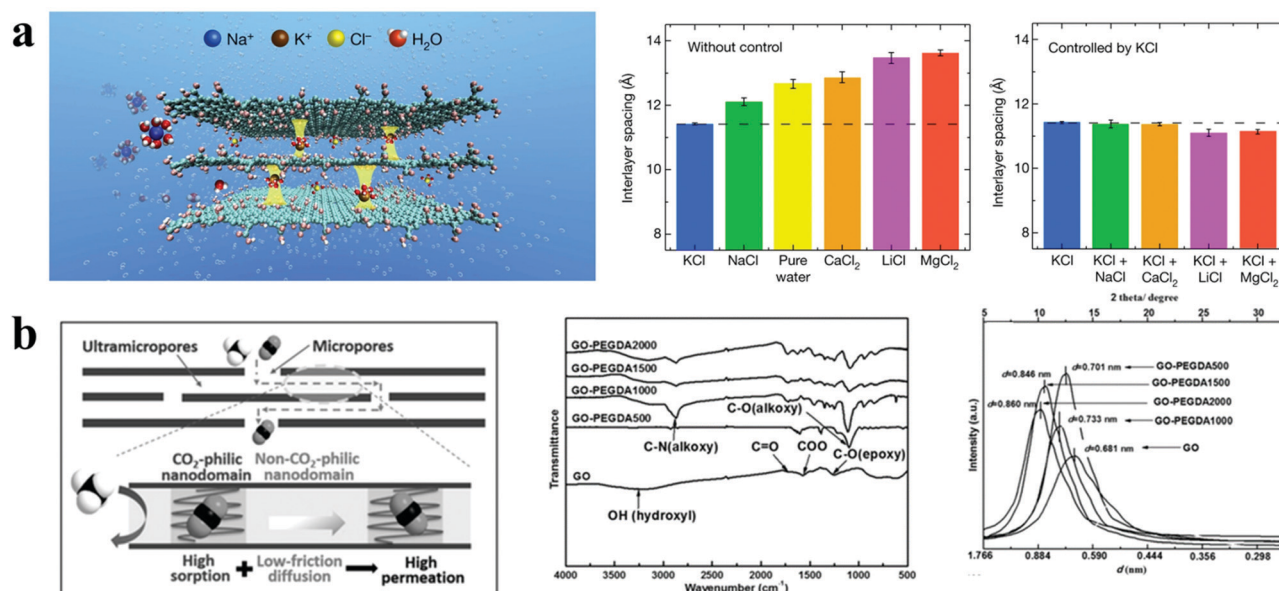 a
Na⁺ K⁺ Cl⁻ H₂O
Without control
Interlayer spacing (Å)
14
12
10
8
KCl NaCl Pure water CaCl₂ LiCl MgCl₂
Controlled by KCl
Interlayer spacing (Å)
14
12
10
8
KCl KCl + NaCl KCl + CaCl₂ KCl + LiCl KCl + MgCl₂
b
Ultramicropores Micropores
CO₂-philic nanodomain
Non-CO₂-philic nanodomain
High sorption + Low-friction diffusion High permeation
GO-PEGDA2000
GO-PEGDA1500
GO-PEGDA1000
GO-PEGDA500
C-O(alkoxy)
C-N(alkoxy)
C=O COO
C-O(epoxy)
GO
OH (hydroxyl)
Transmittance
4000 3500 3000 2500 2000 1500 1000 500
Wavenumber (cm⁻¹)
2 theta/ degree
5 10 15 20 25 30
d=0.701 nm GO-PEGDA500
d=0.846 nm GO-PEGDA1500
d=0.860 nm GO-PEGDA2000
d=0.733 nm GO-PEGDA1000
d=0.681 nm GO
Intensity (a.u.)
1.766 0.884 0.590 0.444 0.356 0.298
d (nm)